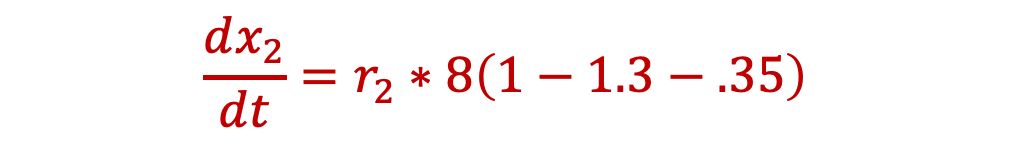 dx₂/dt = r₂ * 8(1 − 1.3 − .35)